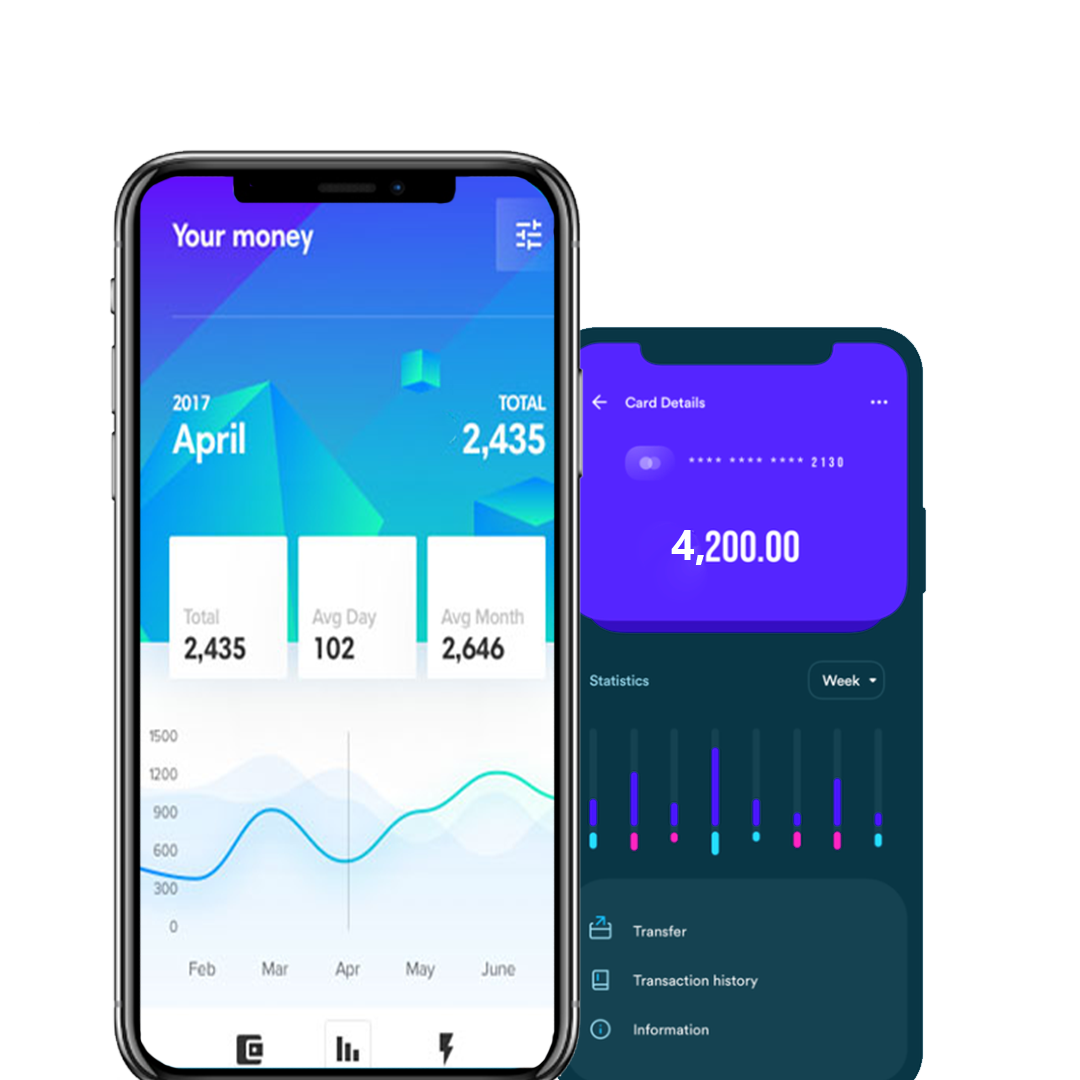 Your money
2017
TOTAL
April
2,435
Total
Avg Day
Avg Month
2,435
102
2,646
1500
1200
900
600
300
0
Feb Mar Apr May June
Card Details
**** **** **** 2130
4,200.00
Statistics
Week
Transfer
Transaction history
Information